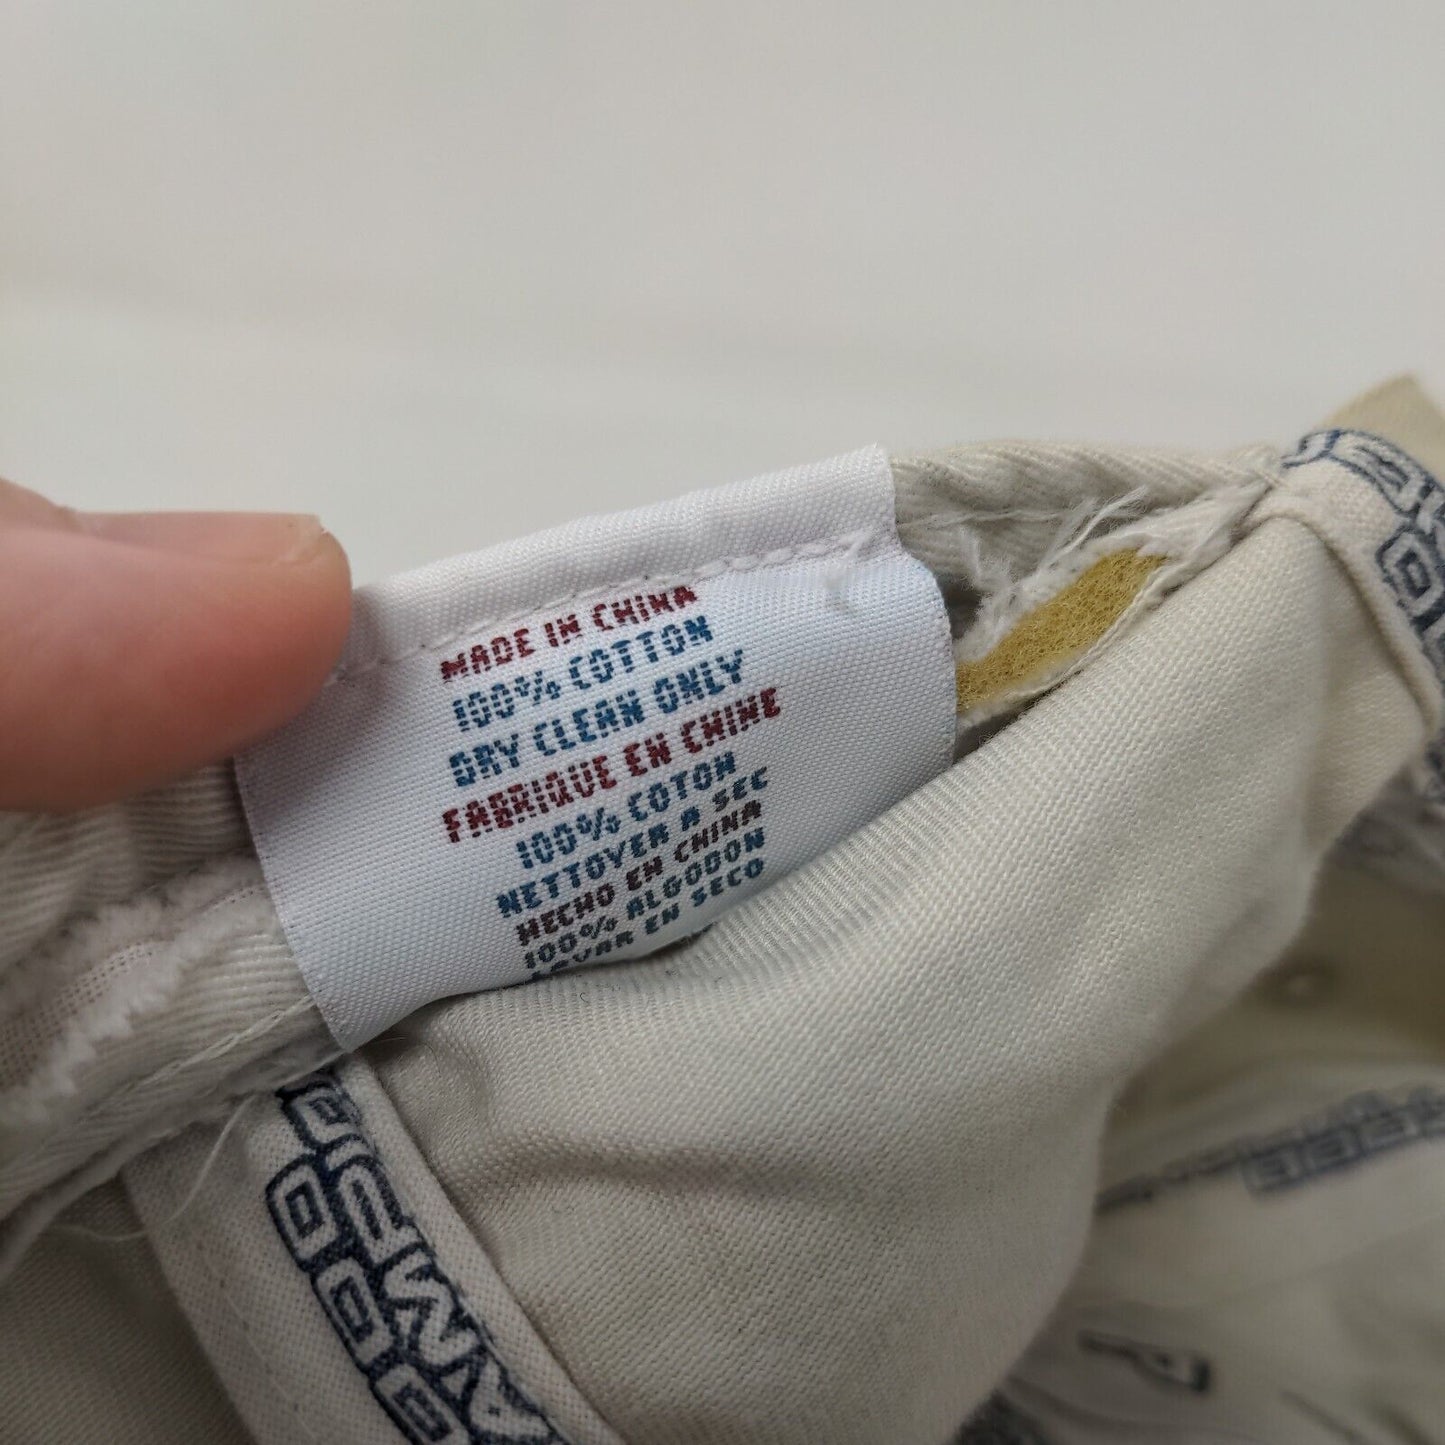 MADE IN CHINA
100% COTTON
DRY CLEAN ONLY
FABRIQUE EN CHINE
100% COTON
NETTOYER A SEC
HECHO EN CHINA
100% ALGODON
LAVAR EN SECO
P